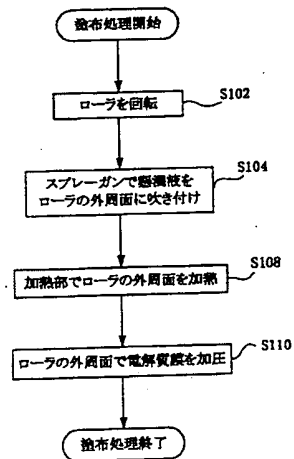 塗布処理開始
ローラを回転
S102
スプレーガンで懸濁液を
ローラの外周面に吹き付け
S104
加熱部でローラの外周面を加熱
S108
ローラの外周面で電解質膜を加圧
S110
塗布処理終了